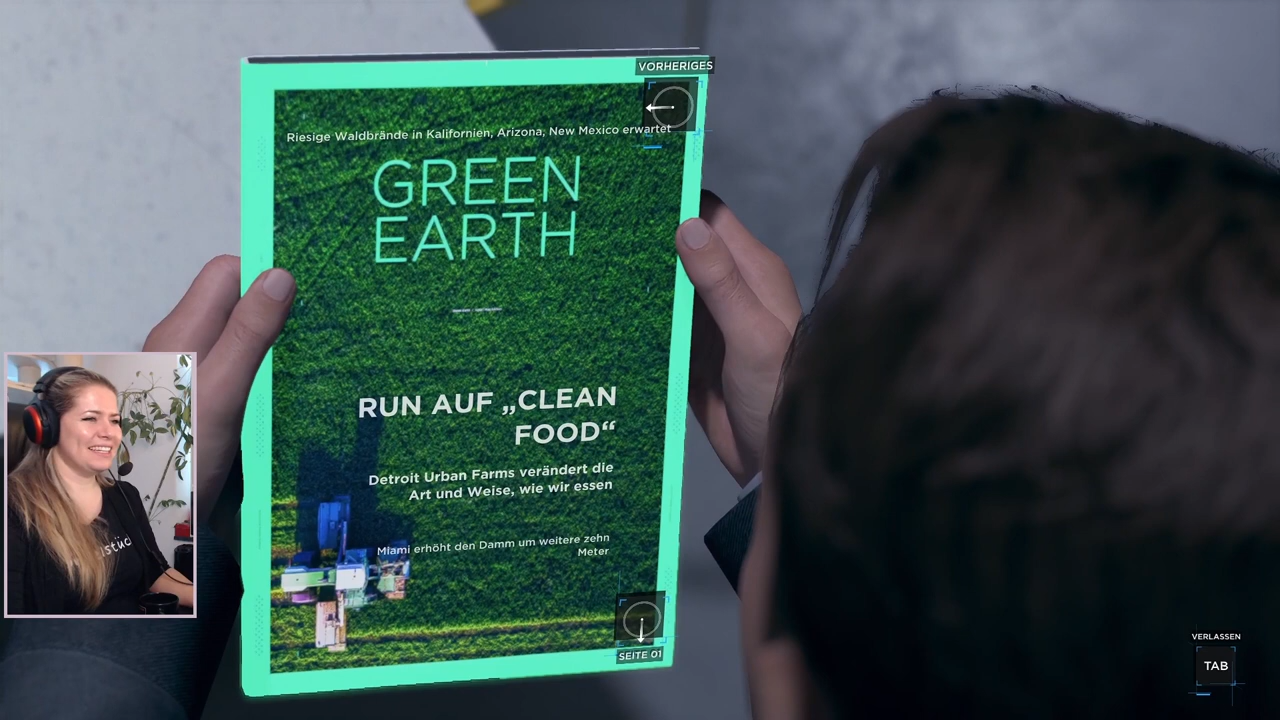 VORHERIGES
Riesige Waldbrände in Kalifornien, Arizona, New Mexico erwartet
GREEN
EARTH
RUN AUF „CLEAN
FOOD“
Detroit Urban Farms verändert die
Art und Weise, wie wir essen
Miami erhöht den Damm um weitere zehn
Meter
SEITE 01
VERLASSEN
TAB